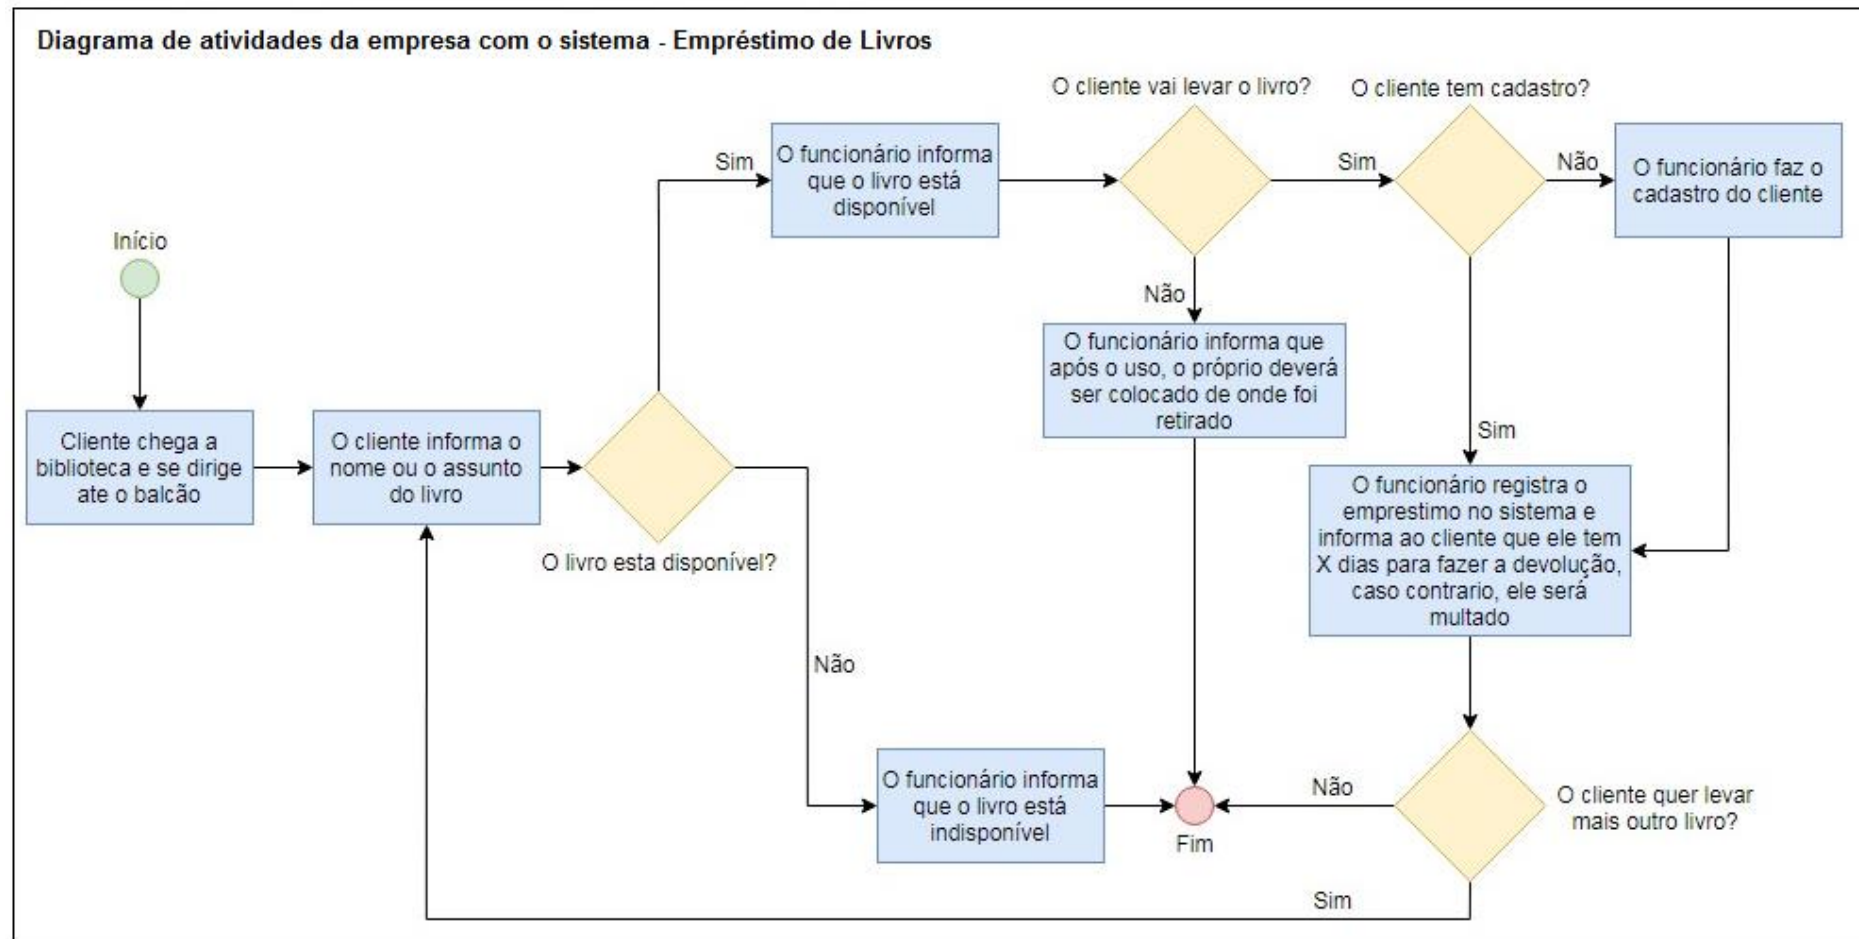 Diagrama de atividades da empresa com o sistema - Empréstimo de Livros
O cliente vai levar o livro?
O cliente tem cadastro?
Sim
O funcionário informa
que o livro está
disponível
Sim
Não
O funcionário faz o
cadastro do cliente
Início
Não
O funcionário informa que
após o uso, o próprio deverá
ser colocado de onde foi
retirado
Cliente chega a
biblioteca e se dirige
ate o balcão
O cliente informa o
nome ou o assunto
do livro
O livro esta disponível?
Sim
O funcionário registra o
emprestimo no sistema e
informa ao cliente que ele tem
X dias para fazer a devolução,
caso contrario, ele será
multado
Não
O funcionário informa
que o livro está
indisponível
Fim
Não
O cliente quer levar
mais outro livro?
Sim